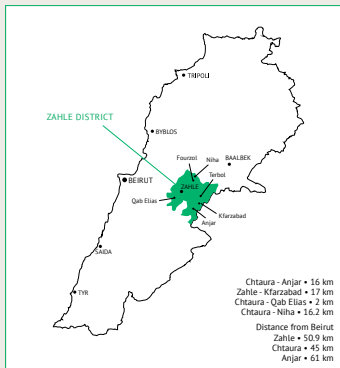 TRIPOLI
ZAHLE DISTRICT
BYBLOS
Fourzol
Niha
BAALBEK
Terbol
BEIRUT
ZAHLE
Qab Elias
Kfarzabad
Anjar
SAIDA
TYR
Chtaura - Anjar • 16 km
Zahle - Kfarzabad • 17 km
Chtaura - Qab Elias • 2 km
Chtaura - Niha • 16.2 km
Distance from Beirut
Zahle • 50.9 km
Chtaura • 45 km
Anjar • 61 km